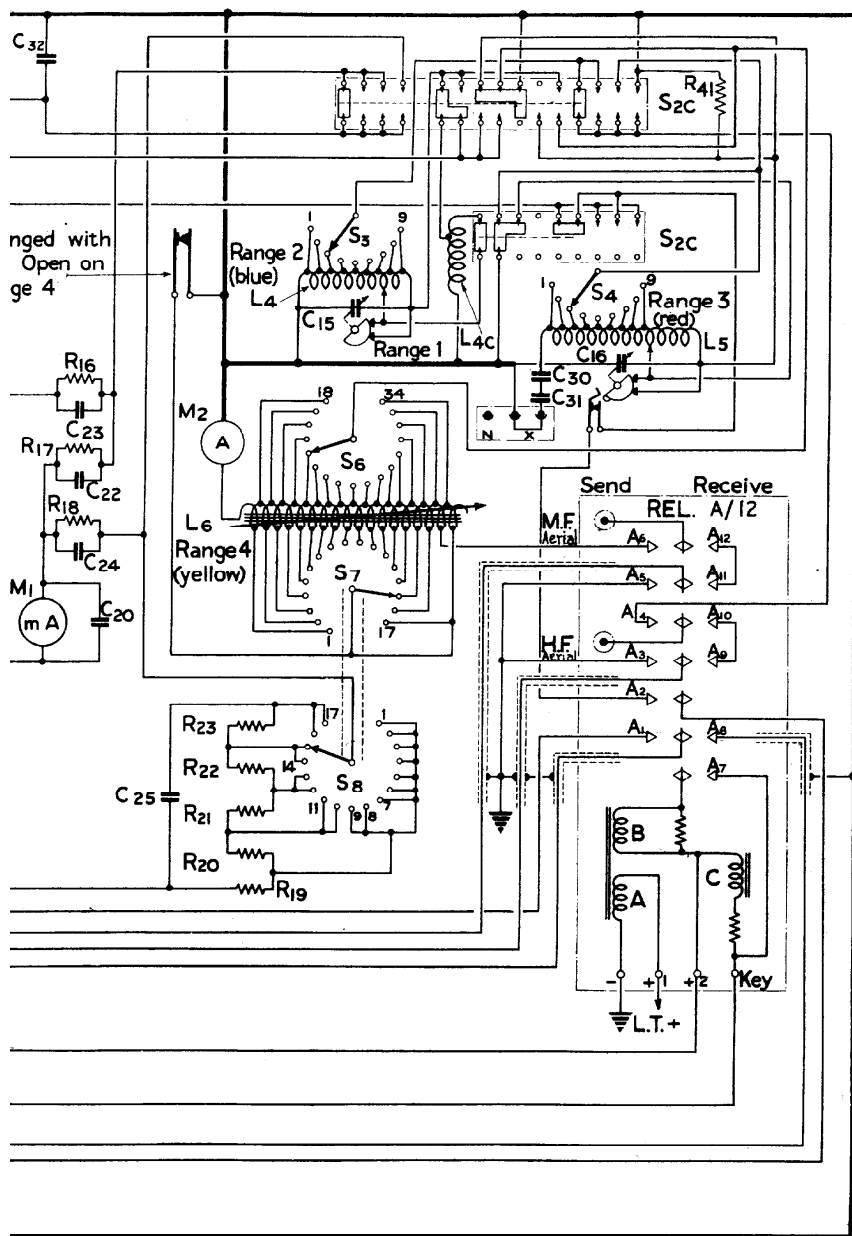 C32
R41
S2C
1
9
S3
Range 2
(blue)
L4
C15
Range 1
L4C
S2C
nged with
Open on
ge 4
1
9
S4
Range 3
(red)
L5
C16
C30
C31
N
X
R16
C23
R17
C22
R18
C24
M1
mA
C20
M2
A
18
34
S6
L6
Range 4
(yellow)
S7
1
17
Send
Receive
REL. A/12
M.F.
Aerial
A6
A12
A5
A11
A4
A10
H.F.
Aerial
A3
A9
A2
A1
A8
A7
R23
R22
R21
R20
R19
C25
17
1
14
S8
11
9
8
7
B
C
A
-
+1
+2
Key
L.T.+